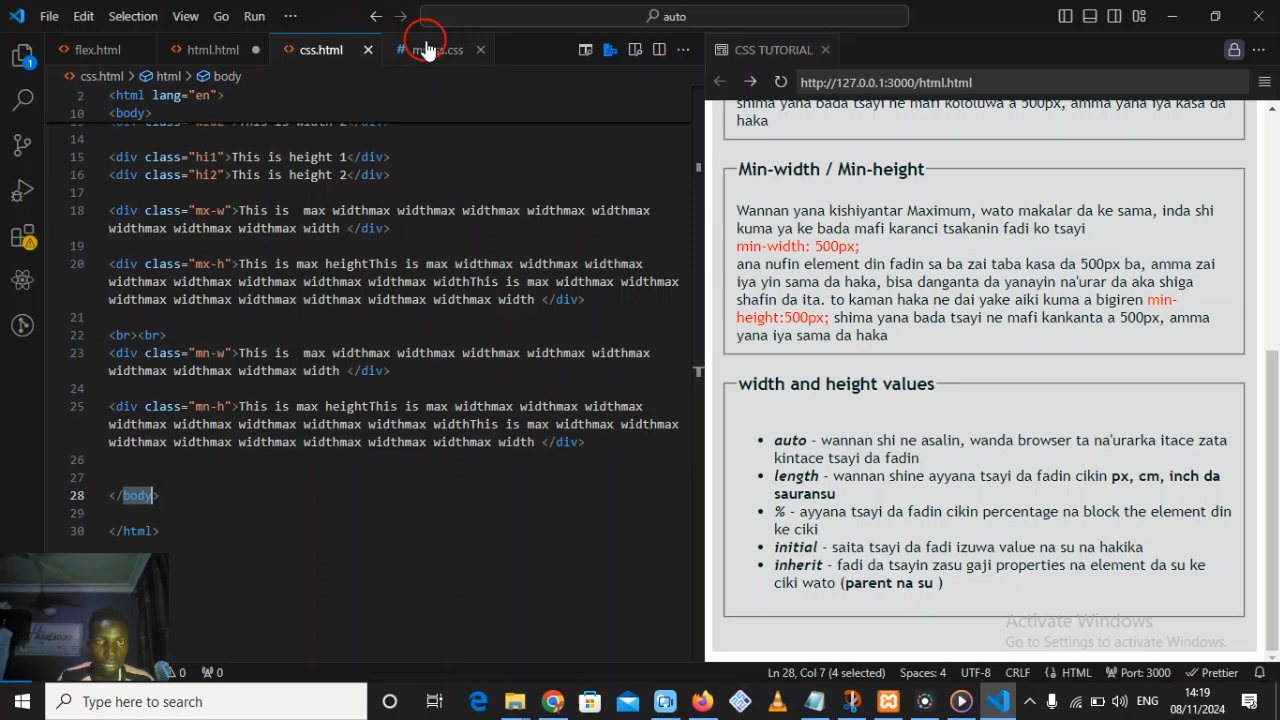 File Edit Selection View Go Run ··· auto
flex.html html.html css.html css CSS TUTORIAL
css.html > html > body http://127.0.0.1:3000/html.html
2 <html lang="en">
10 <body>
14
15 <div class="hi1">This is height 1</div>
16 <div class="hi2">This is height 2</div>
17
18 <div class="mx-w">This is  max widthmax widthmax widthmax widthmax widthmax
widthmax widthmax widthmax width </div>
19
20 <div class="mx-h">This is max heightThis is max widthmax widthmax widthmax
widthmax widthmax widthmax widthmax widthmax widthThis is max widthmax widthmax
widthmax widthmax widthmax widthmax widthmax widthmax width </div>
21
22 <br><br>
23 <div class="mn-w">This is  max widthmax widthmax widthmax widthmax widthmax
widthmax widthmax widthmax width </div>
24
25 <div class="mn-h">This is max heightThis is max widthmax widthmax widthmax
widthmax widthmax widthmax widthmax widthmax widthThis is max widthmax widthmax
widthmax widthmax widthmax widthmax widthmax widthmax width </div>
26
27
28 </body>
29
30 </html>
shima yana bada tsayi ne mafi kololuwa a 500px, amma yana iya kasa da
haka
Min-width / Min-height
Wannan yana kishiyantar Maximum, wato makalar da ke sama, inda shi
kuma ya ke bada mafi karanci tsakanin fadi ko tsayi
min-width: 500px;
ana nufin element din fadin sa ba zai taba kasa da 500px ba, amma zai
iya yin sama da haka, bisa danganta da yanayin na'urar da aka shiga
shafin da ita. to kaman haka ne dai yake aiki kuma a bigiren min-
height:500px; shima yana bada tsayi ne mafi kankanta a 500px, amma
yana iya sama da haka
width and height values
• auto - wannan shi ne asalin, wanda browser ta na'urarka itace zata
kintace tsayi da fadin
• length - wannan shine ayyana tsayi da fadin cikin px, cm, inch da
sauransu
• % - ayyana tsayi da fadin cikin percentage na block the element din
ke ciki
• initial - saita tsayi da fadi izuwa value na su na hakika
• inherit - fadi da tsayin zasu gaji properties na element da su ke
ciki wato (parent na su )
Activate Windows
Go to Settings to activate Windows.
0 0 Ln 28, Col 7 (4 selected) Spaces: 4 UTF-8 CRLF HTML Port: 3000 Prettier
Type here to search ENG 14:19
08/11/2024